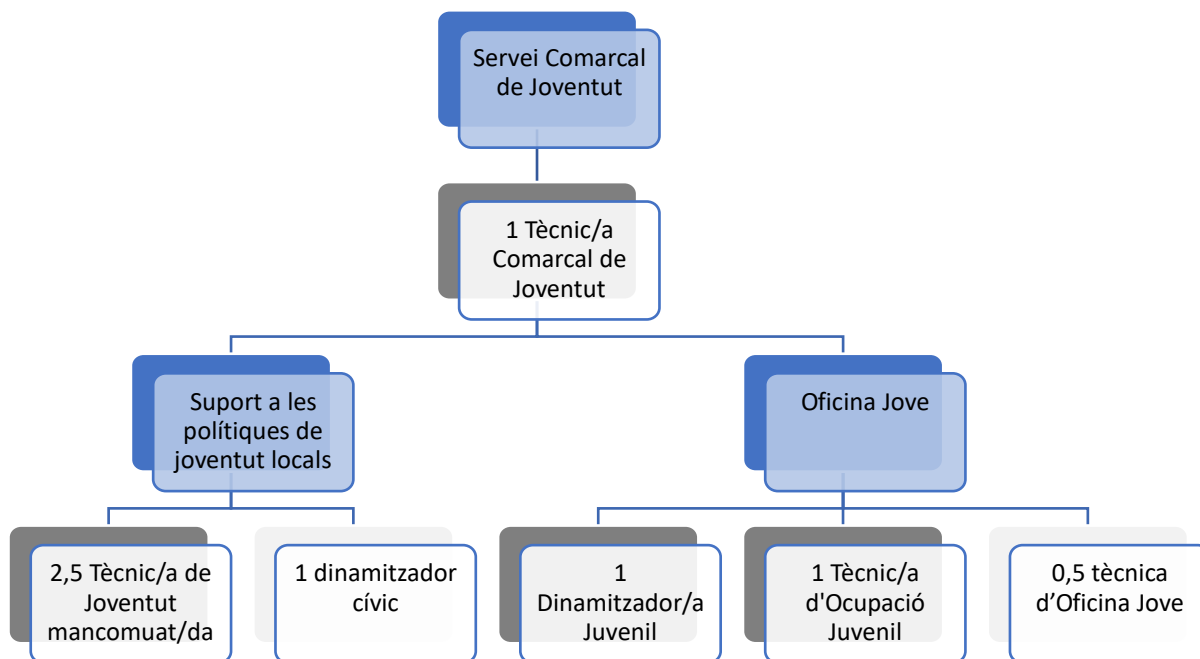 Servei Comarcal
de Joventut
1 Tècnic/a
Comarcal de
Joventut
Suport a les
polítiques de
joventut locals
Oficina Jove
2,5 Tècnic/a de
Joventut
mancomuat/da
1 dinamitzador
cívic
1
Dinamitzador/a
Juvenil
1 Tècnic/a
d'Ocupació
Juvenil
0,5 tècnica
d’Oficina Jove